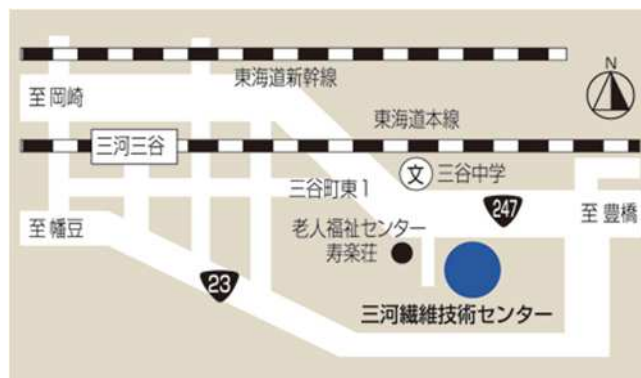 東海道新幹線
N
至 岡崎
東海道本線
三河三谷
文 三谷中学
三谷町東1
247
至 幡豆
至 豊橋
老人福祉センター
寿楽荘
23
三河繊維技術センター